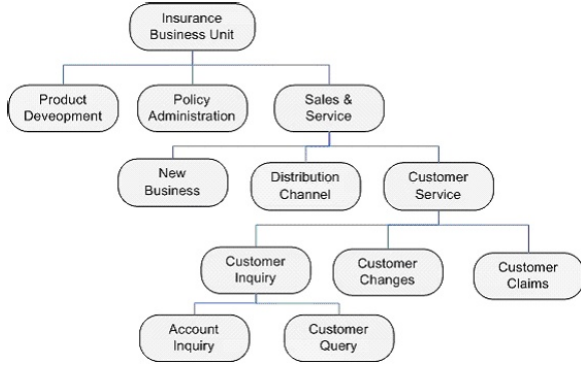 Insurance
Business Unit
Product
Deveopment
Policy
Administration
Sales &
Service
New
Business
Distribution
Channel
Customer
Service
Customer
Inquiry
Customer
Changes
Customer
Claims
Account
Inquiry
Customer
Query